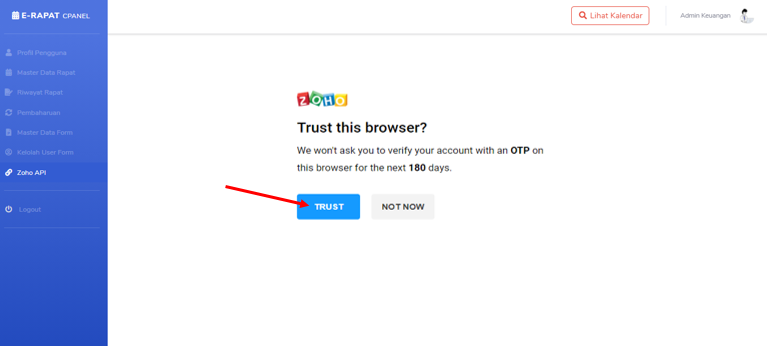 E-RAPAT CPANEL
Profil Pengguna
Master Data Rapat
Riwayat Rapat
Pembaharuan
Master Data Form
Kelolah User Form
Zoho API
Logout
Lihat Kalendar
Admin Keuangan
ZOHO
Trust this browser?
We won't ask you to verify your account with an OTP on
this browser for the next 180 days.
TRUST
NOT NOW